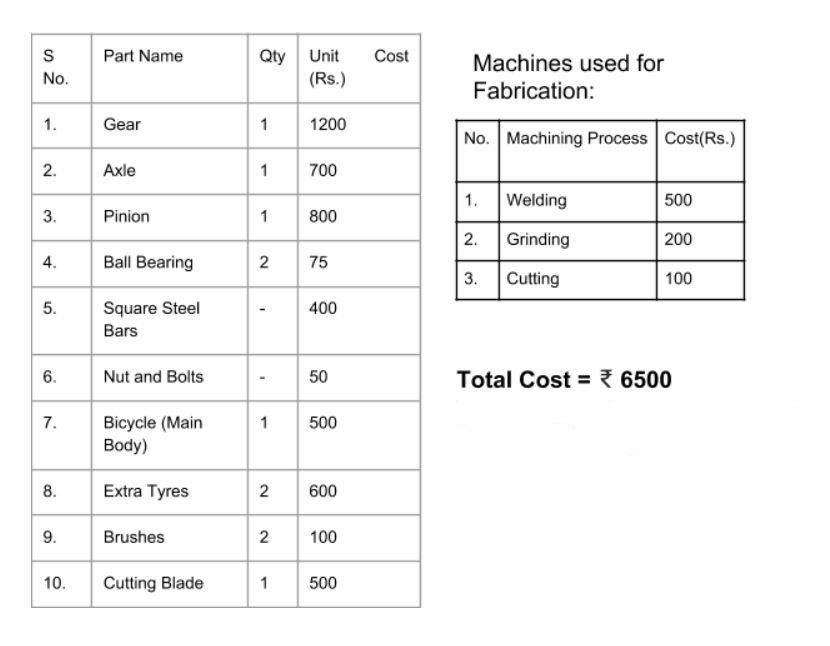 S No. Part Name Qty Unit Cost (Rs.)
1. Gear 1 1200
2. Axle 1 700
3. Pinion 1 800
4. Ball Bearing 2 75
5. Square Steel Bars - 400
6. Nut and Bolts - 50
7. Bicycle (Main Body) 1 500
8. Extra Tyres 2 600
9. Brushes 2 100
10. Cutting Blade 1 500
Machines used for
Fabrication:
No. Machining Process Cost(Rs.)
1. Welding 500
2. Grinding 200
3. Cutting 100
Total Cost = ₹ 6500